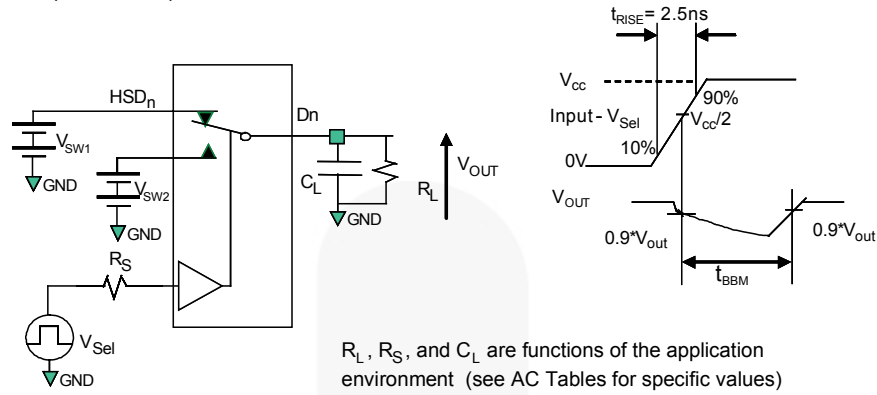 tRISE = 2.5ns
HSDn
Dn
VSW1
GND
VSW2
GND
CL
RL
VOUT
GND
RS
VSel
GND
Vcc
90%
Input - VSel
Vcc/2
10%
0V
VOUT
0.9*Vout
0.9*Vout
tBBM
RL , RS, and CL are functions of the application
environment (see AC Tables for specific values)